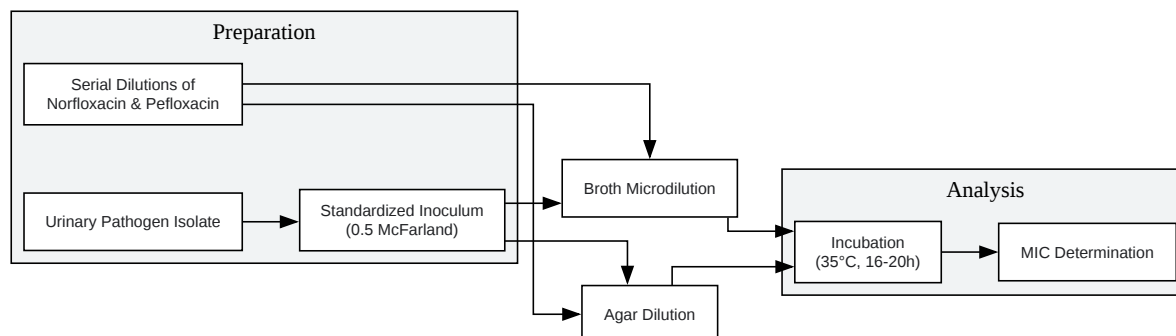 Preparation
Serial Dilutions of
Norfloxacin & Pefloxacin
Urinary Pathogen Isolate
Standardized Inoculum
(0.5 McFarland)
Broth Microdilution
Agar Dilution
Analysis
Incubation
(35°C, 16-20h)
MIC Determination